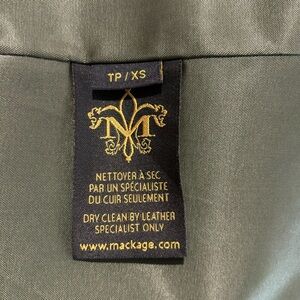 TP / XS
M
NETTOYER À SEC
PAR UN SPÉCIALISTE
DU CUIR SEULEMENT
DRY CLEAN BY LEATHER
SPECIALIST ONLY
www.mackage.com